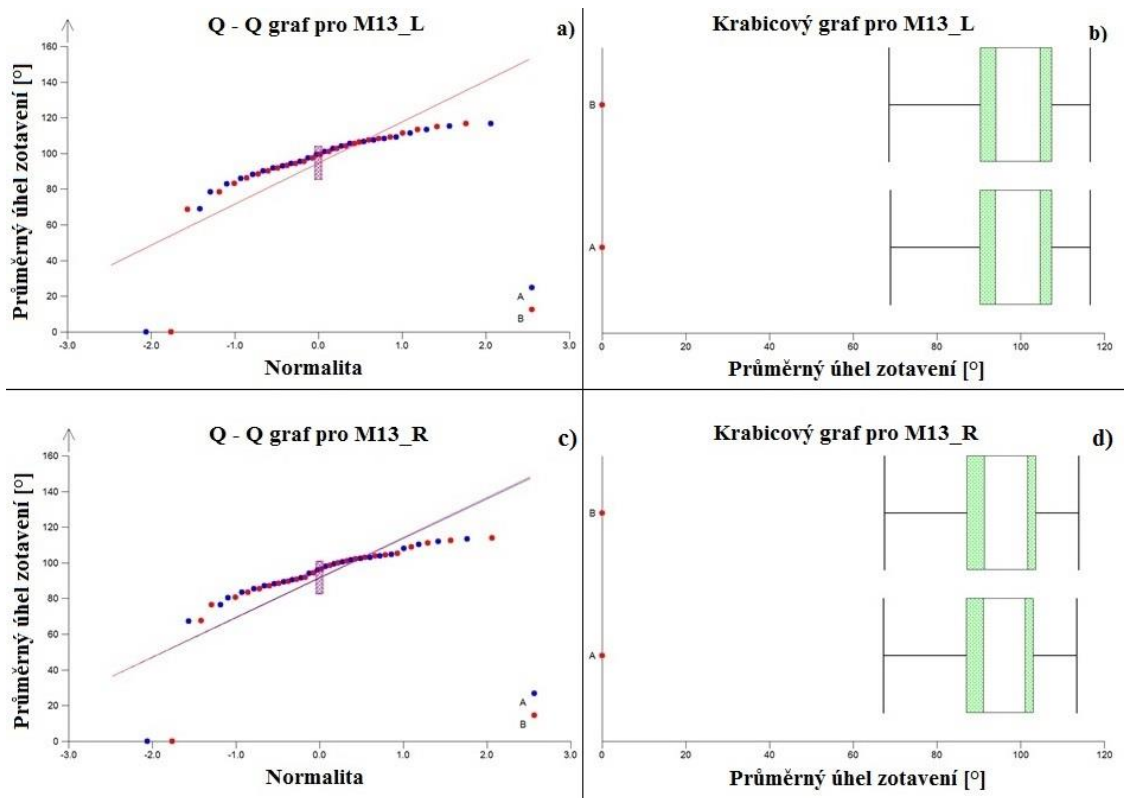 Q - Q graf pro M13_L
a)
Průměrný úhel zotavení [°]
160
140
120
100
80
60
40
20
0
A
B
-3.0 -2.0 -1.0 0.0 1.0 2.0 3.0
Normalita
Krabicový graf pro M13_L
b)
B
A
0 20 40 60 80 100 120
Průměrný úhel zotavení [°]
Q - Q graf pro M13_R
c)
Průměrný úhel zotavení [°]
160
140
120
100
80
60
40
20
0
A
B
-3.0 -2.0 -1.0 0.0 1.0 2.0 3.0
Normalita
Krabicový graf pro M13_R
d)
B
A
0 20 40 60 80 100 120
Průměrný úhel zotavení [°]